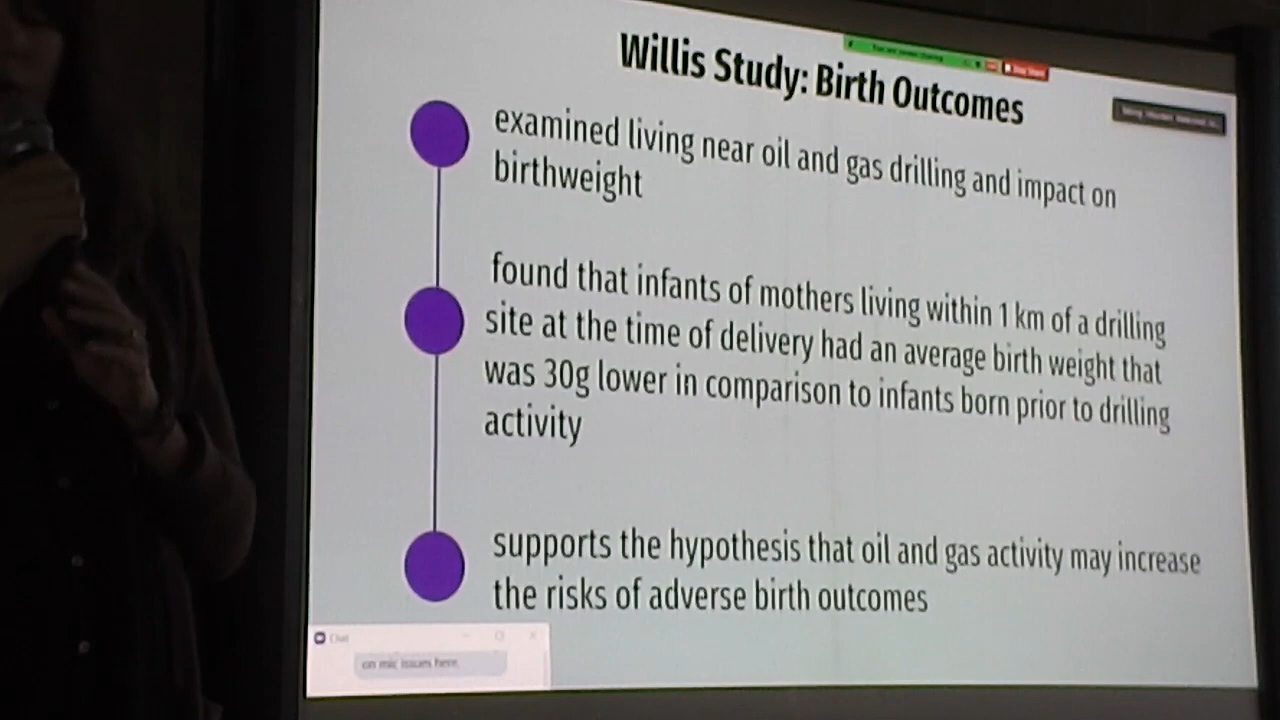 Willis Study: Birth Outcomes
examined living near oil and gas drilling and impact on
birthweight
found that infants of mothers living within 1 km of a drilling
site at the time of delivery had an average birth weight that
was 30g lower in comparison to infants born prior to drilling
activity
supports the hypothesis that oil and gas activity may increase
the risks of adverse birth outcomes
Chat
on mic issues here.